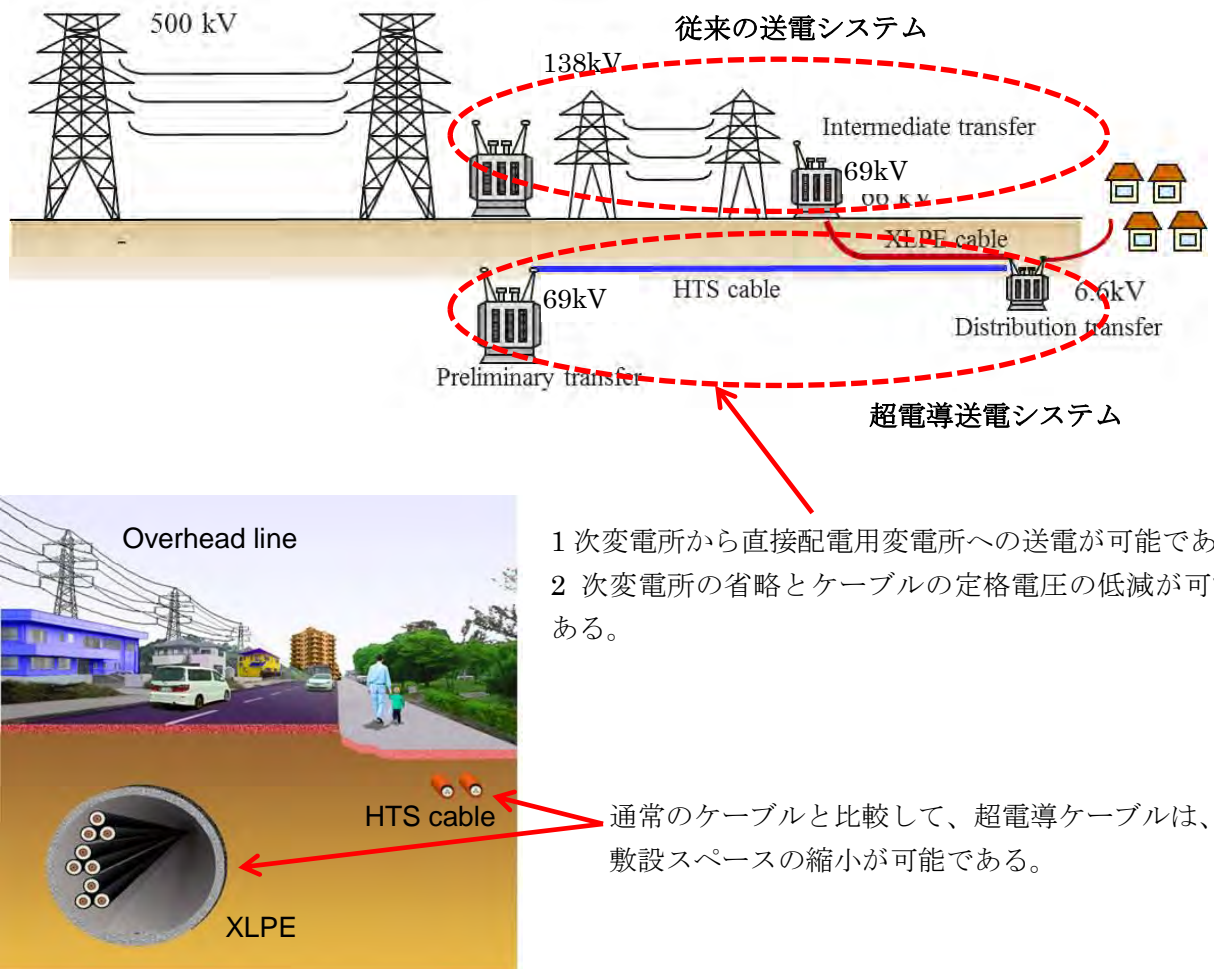 500 kV
従来の送電システム
138kV
Intermediate transfer
69kV
66 kV
XLPE cable
69kV
HTS cable
6.6kV
Distribution transfer
Preliminary transfer
超電導送電システム
Overhead line
1 次変電所から直接配電用変電所への送電が可能であ
2 次変電所の省略とケーブルの定格電圧の低減が可
ある。
HTS cable
通常のケーブルと比較して、超電導ケーブルは、
敷設スペースの縮小が可能である。
XLPE